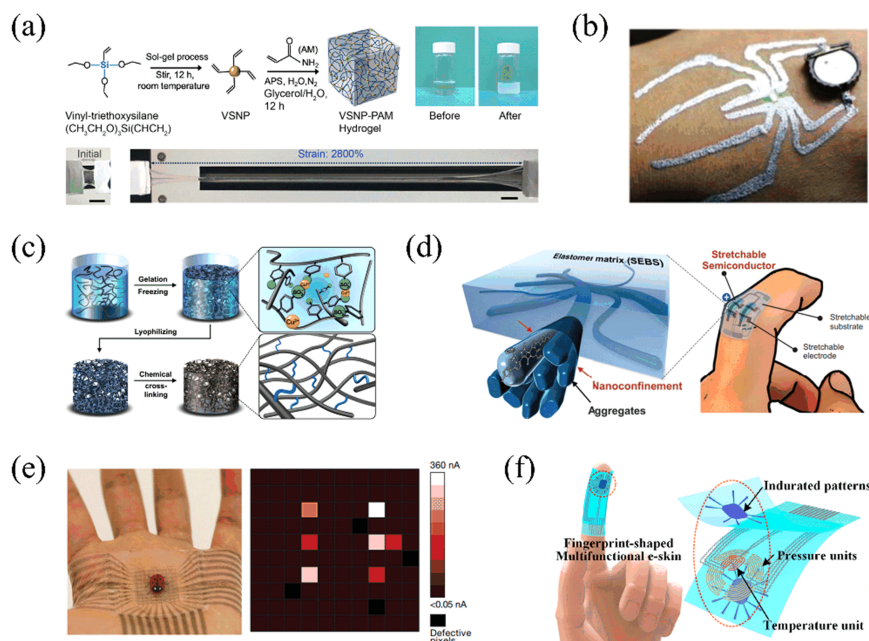 (a)
Sol-gel process
Stir, 12 h,
room temperature
(AM)
NH₂
APS, H₂O,N₂
Glycerol/H₂O,
12 h
Vinyl-triethoxysilane
(CH₃CH₂O)₃Si(CHCH₂)
VSNP
VSNP-PAM
Hydrogel
Before
After
Initial
Strain: 2800%
(b)
(c)
Gelation
Freezing
Lyophilizing
Chemical
cross-
linking
Cu²⁺
(d)
Elastomer matrix (SEBS)
Stretchable
Semiconductor
Stretchable
substrate
Stretchable
electrode
Nanoconfinement
Aggregates
(e)
360 nA
<0.05 nA
Defective
pixels
(f)
Fingerprint-shaped
Multifunctional e-skin
Indurated patterns
Pressure units
Temperature unit